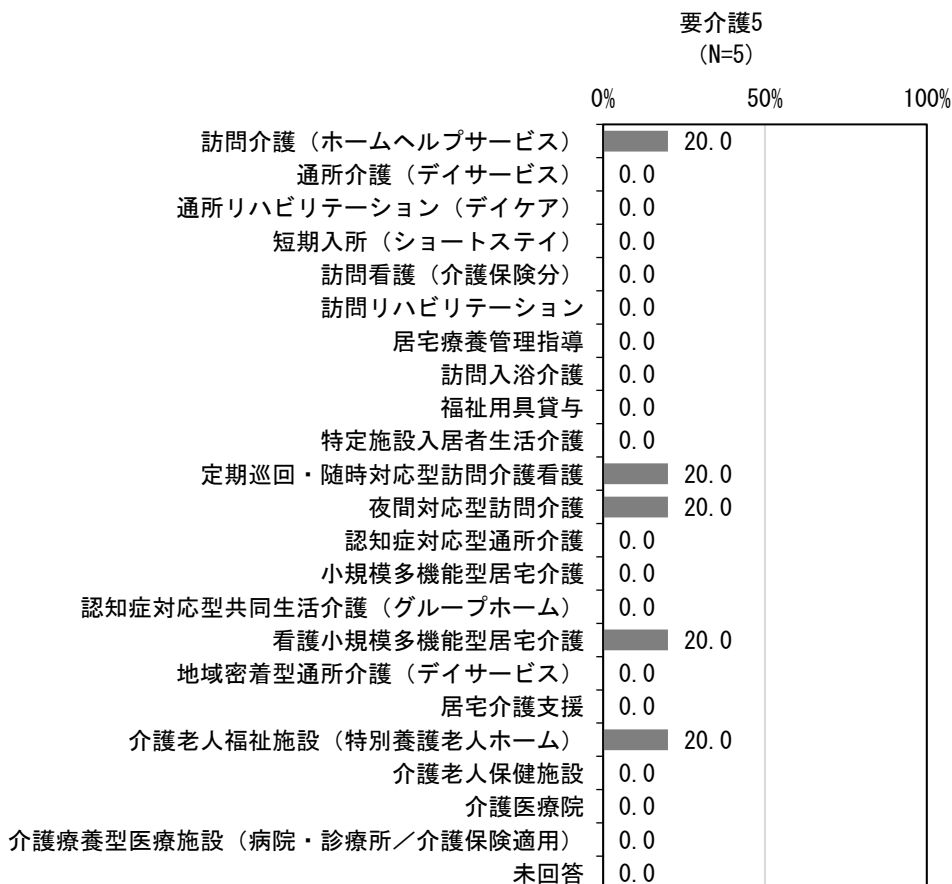 要介護5
（N=5）
0% 50% 100%
訪問介護（ホームヘルプサービス） 20.0
通所介護（デイサービス） 0.0
通所リハビリテーション（デイケア） 0.0
短期入所（ショートステイ） 0.0
訪問看護（介護保険分） 0.0
訪問リハビリテーション 0.0
居宅療養管理指導 0.0
訪問入浴介護 0.0
福祉用具貸与 0.0
特定施設入居者生活介護 0.0
定期巡回・随時対応型訪問介護看護 20.0
夜間対応型訪問介護 20.0
認知症対応型通所介護 0.0
小規模多機能型居宅介護 0.0
認知症対応型共同生活介護（グループホーム） 0.0
看護小規模多機能型居宅介護 20.0
地域密着型通所介護（デイサービス） 0.0
居宅介護支援 0.0
介護老人福祉施設（特別養護老人ホーム） 20.0
介護老人保健施設 0.0
介護医療院 0.0
介護療養型医療施設（病院・診療所／介護保険適用） 0.0
未回答 0.0